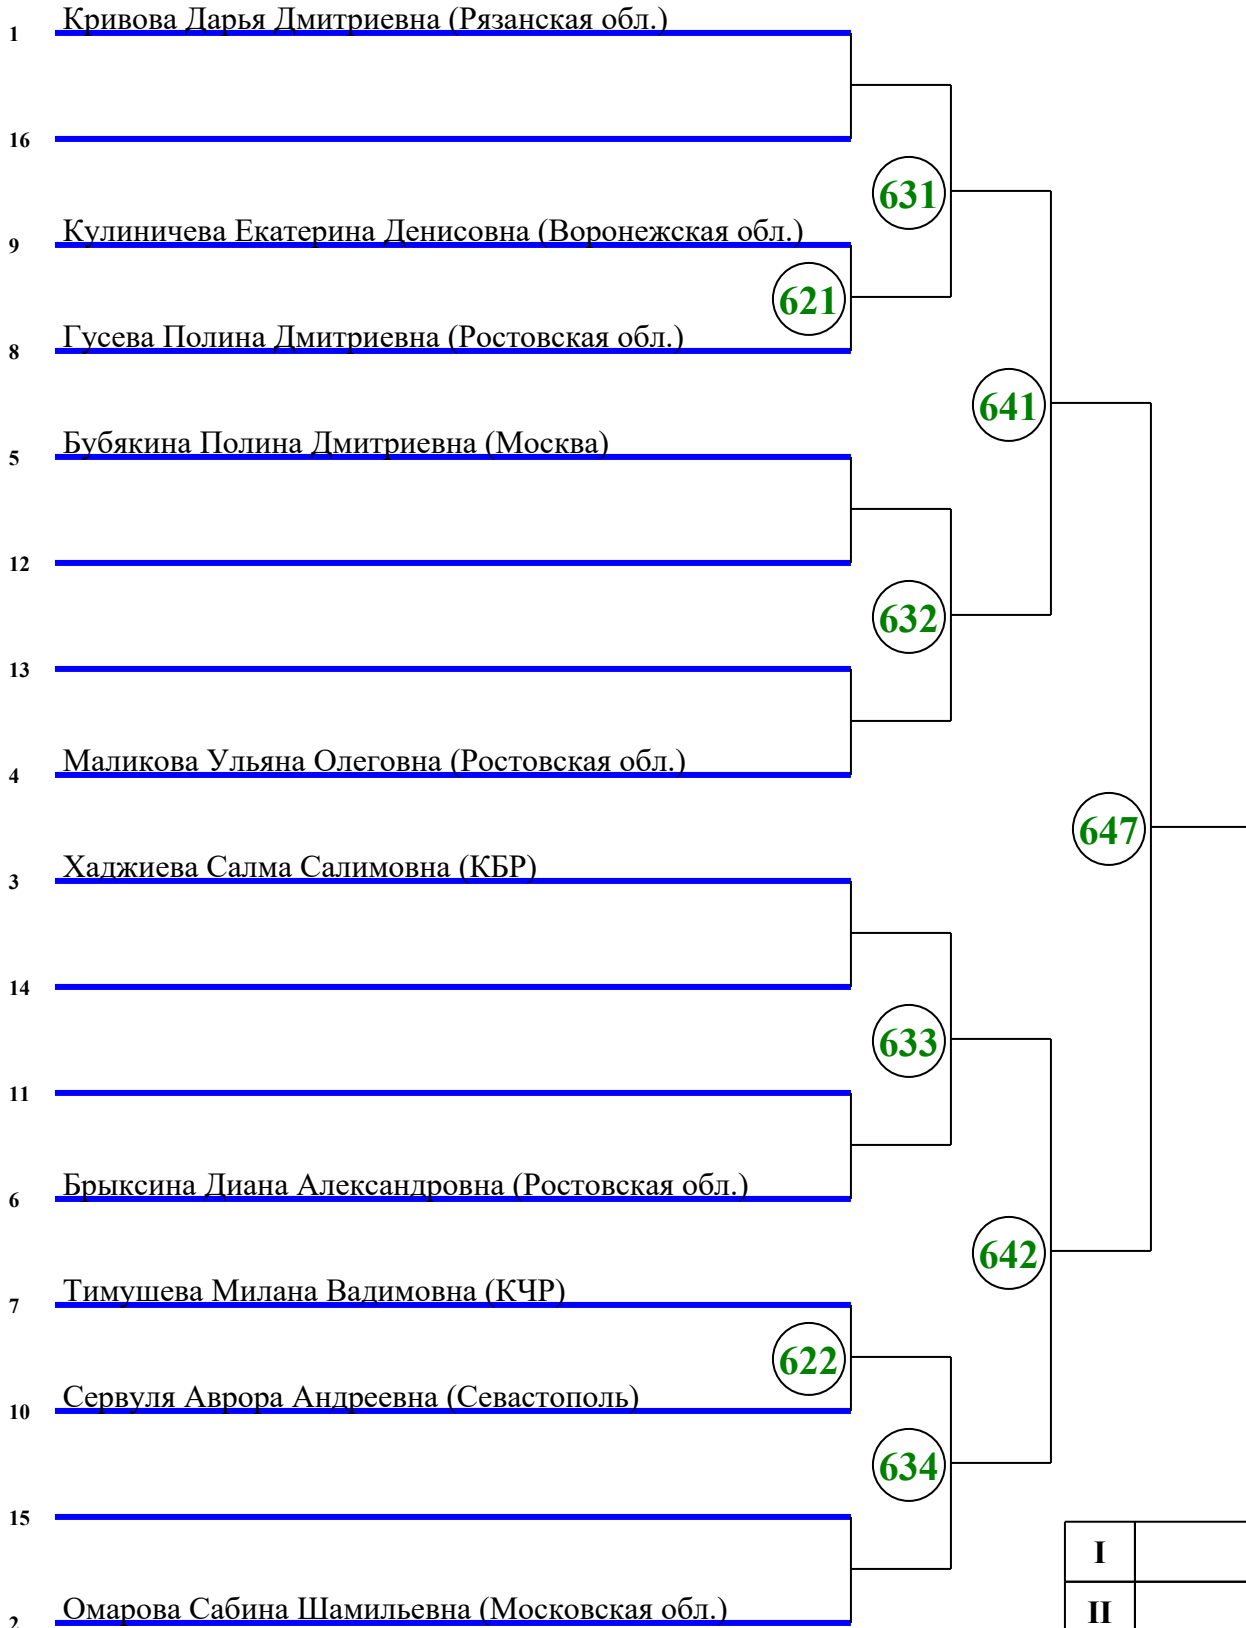 1 Кривова Дарья Дмитриевна (Рязанская обл.)
16
631
9 Кулиничева Екатерина Денисовна (Воронежская обл.)
621
8 Гусева Полина Дмитриевна (Ростовская обл.)
641
5 Бубякина Полина Дмитриевна (Москва)
12
632
13
4 Маликова Ульяна Олеговна (Ростовская обл.)
647
3 Хаджиева Салма Салимовна (КБР)
14
633
11
6 Брыксина Диана Александровна (Ростовская обл.)
642
7 Тимушева Милана Вадимовна (КЧР)
622
10 Сервуля Аврора Андреевна (Севастополь)
634
15
I
2 Омарова Сабина Шамильевна (Московская обл.)
II